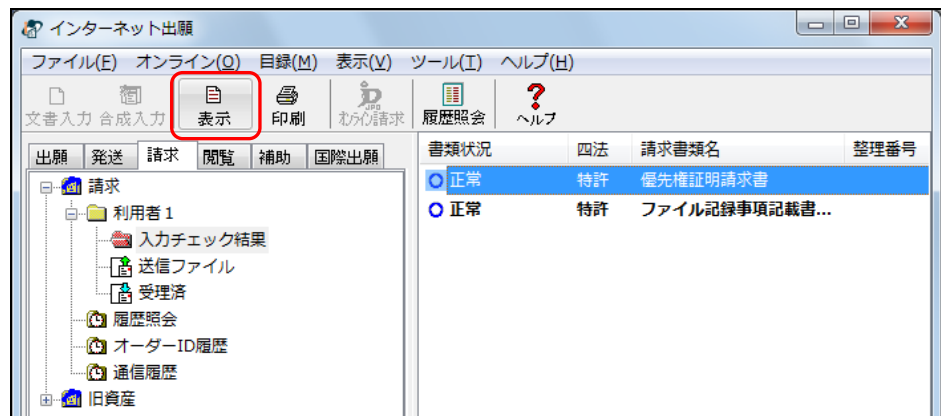 インターネット出願
ファイル(F) オンライン(O) 目録(M) 表示(V) ツール(T) ヘルプ(H)
文書入力 合成入力 表示 印刷 オンライン請求 履歴照会 ヘルプ
出願 発送 請求 閲覧 補助 国際出願
書類状況 四法 請求書類名 整理番号
正常 特許 優先権証明請求書
正常 特許 ファイル記録事項記載書...
請求
利用者1
入力チェック結果
送信ファイル
受理済
履歴照会
オーダーID履歴
通信履歴
旧資産